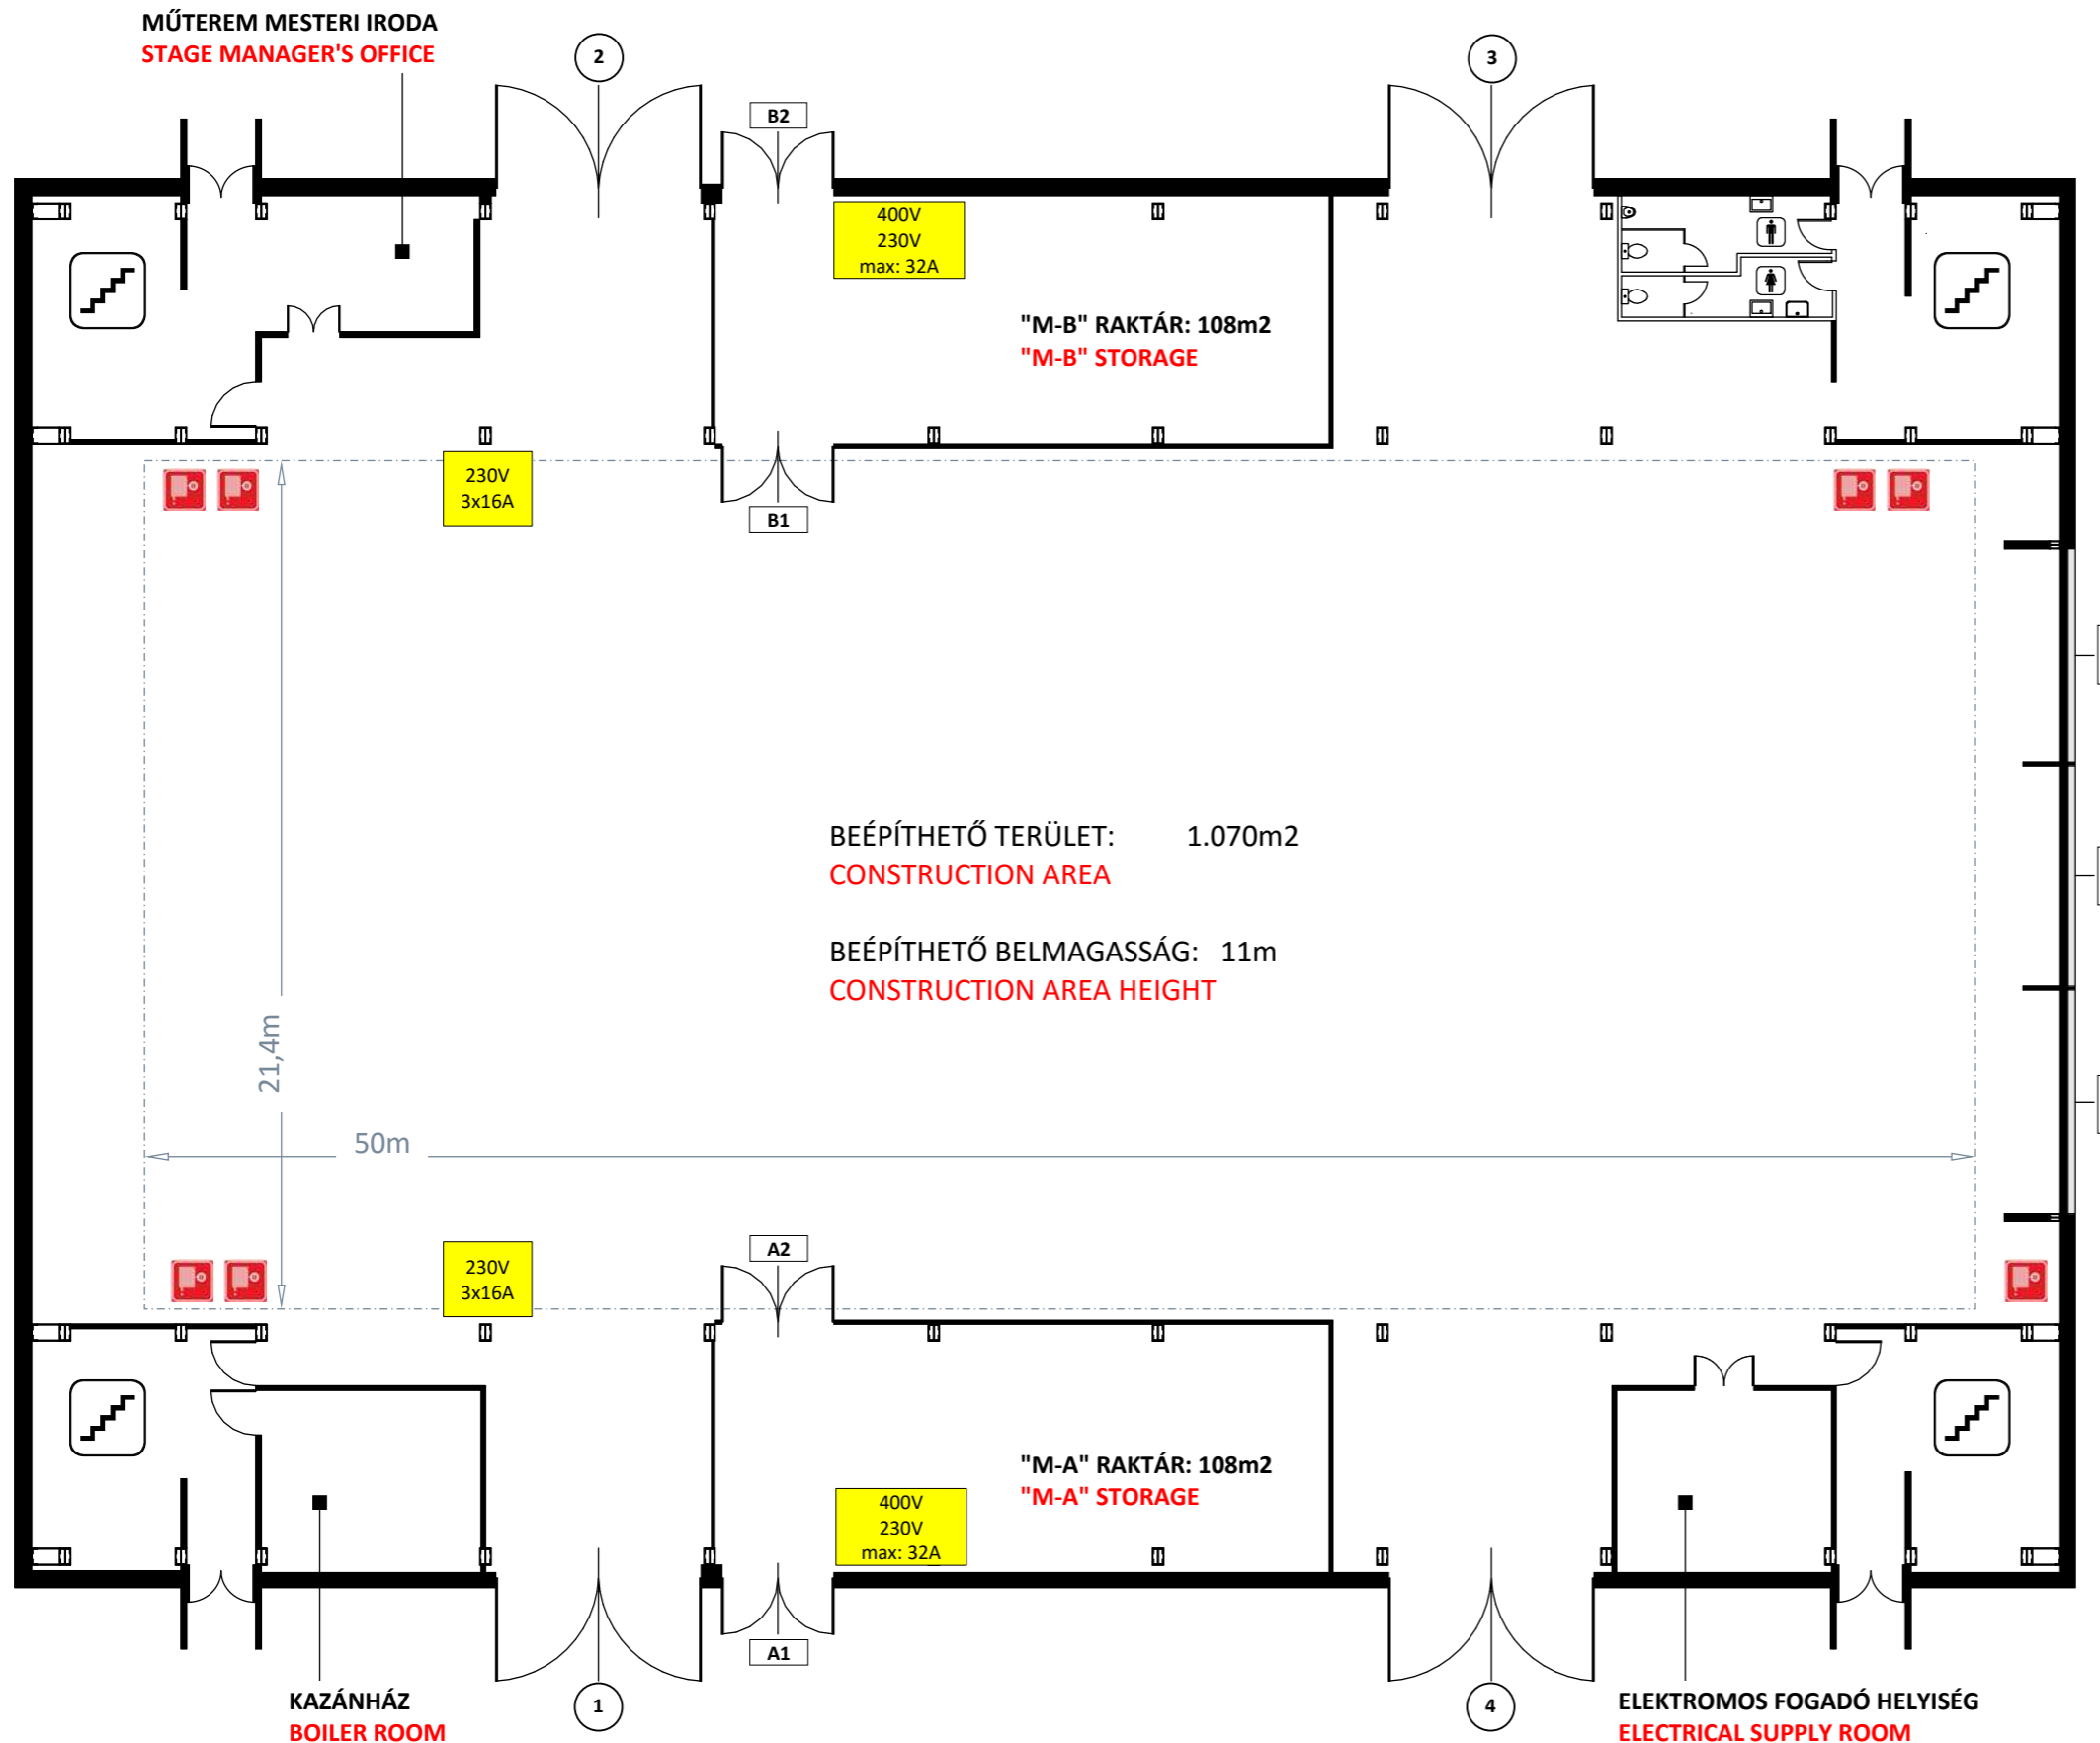 MŰTEREM MESTERI IRODA
STAGE MANAGER'S OFFICE
2
3
B2
400V
230V
max: 32A
"M-B" RAKTÁR: 108m2
"M-B" STORAGE
230V
3x16A
B1
BEÉPÍTHETŐ TERÜLET: 1.070m2
CONSTRUCTION AREA
BEÉPÍTHETŐ BELMAGASSÁG: 11m
CONSTRUCTION AREA HEIGHT
21,4m
50m
230V
3x16A
A2
"M-A" RAKTÁR: 108m2
"M-A" STORAGE
400V
230V
max: 32A
A1
KAZÁNHÁZ
BOILER ROOM
1
4
ELEKTROMOS FOGADÓ HELYISÉG
ELECTRICAL SUPPLY ROOM